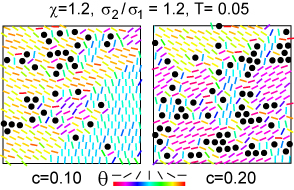 χ=1.2, σ₂/σ₁ = 1.2, T= 0.05
c=0.10 θ c=0.20